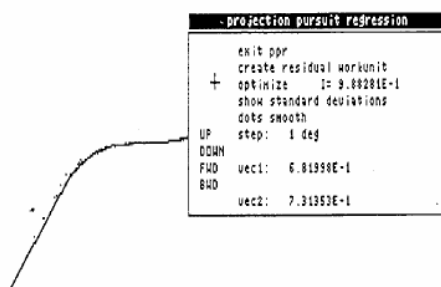 projection pursuit regression
exit ppr
create residual workunit
optimize I= 9.88281E-1
show standard deviations
dots smooth
UP step: 1 deg
DOWN
FWD vec1: 6.81998E-1
BWD
vec2: 7.31353E-1